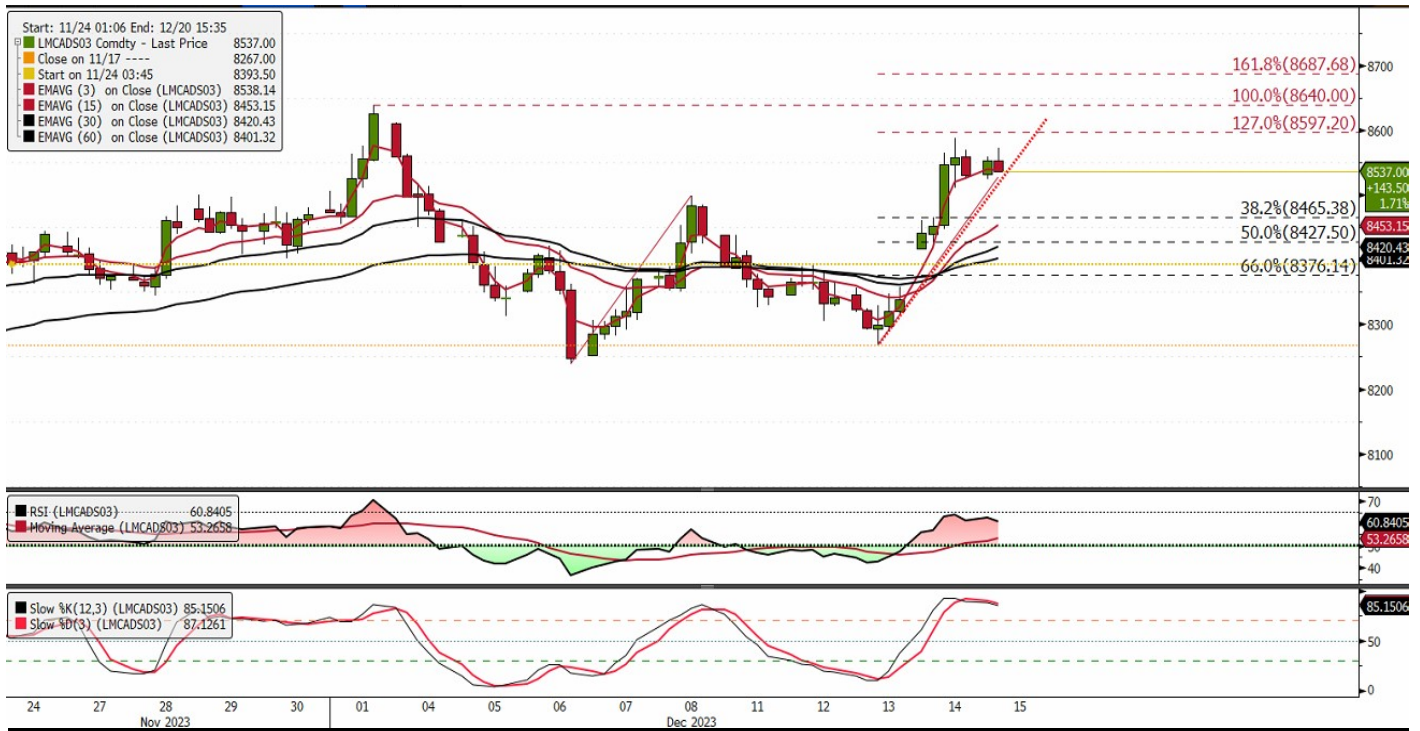 Start: 11/24 01:06 End: 12/20 15:35
LMCADS03 Comdty - Last Price 8537.00
Close on 11/17 ---- 8267.00
Start on 11/24 03:45 8393.50
EMAVG (3) on Close (LMCADS03) 8538.14
EMAVG (15) on Close (LMCADS03) 8453.15
EMAVG (30) on Close (LMCADS03) 8420.43
EMAVG (60) on Close (LMCADS03) 8401.32
161.8%(8687.68)
100.0%(8640.00)
127.0%(8597.20)
38.2%(8465.38)
50.0%(8427.50)
66.0%(8376.14)
8700
8600
8537.00
+143.50
1.71%
8453.15
8420.43
8401.32
8300
8200
8100
RSI (LMCADS03) 60.8405
Moving Average (LMCADS03) 53.2658
70
60.8405
53.2658
50
40
Slow %K(12,3) (LMCADS03) 85.1506
Slow %D(3) (LMCADS03) 87.1261
85.1506
50
0
24 27 28 29 30 01 04 05 06 07 08 11 12 13 14 15
Nov 2023 Dec 2023